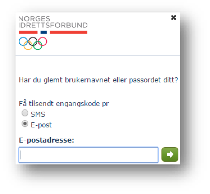 NORGES
IDRETTSFORBUND
Har du glemt brukernavnet eller passordet ditt?
Få tilsendt engangskode pr
SMS
E-post
E-postadresse: